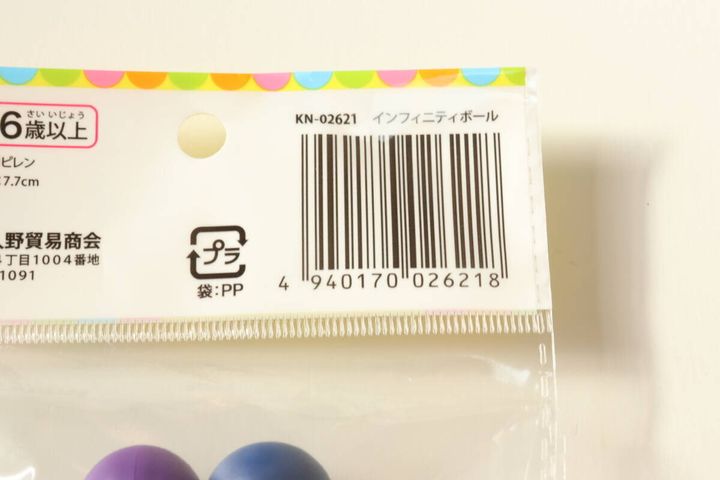 6歳以上
さい いじょう
ピレン
7.7cm
野貿易商会
丁目1004番地
1091
プラ
袋:PP
KN-02621 インフィニティボール
4 940170 026218